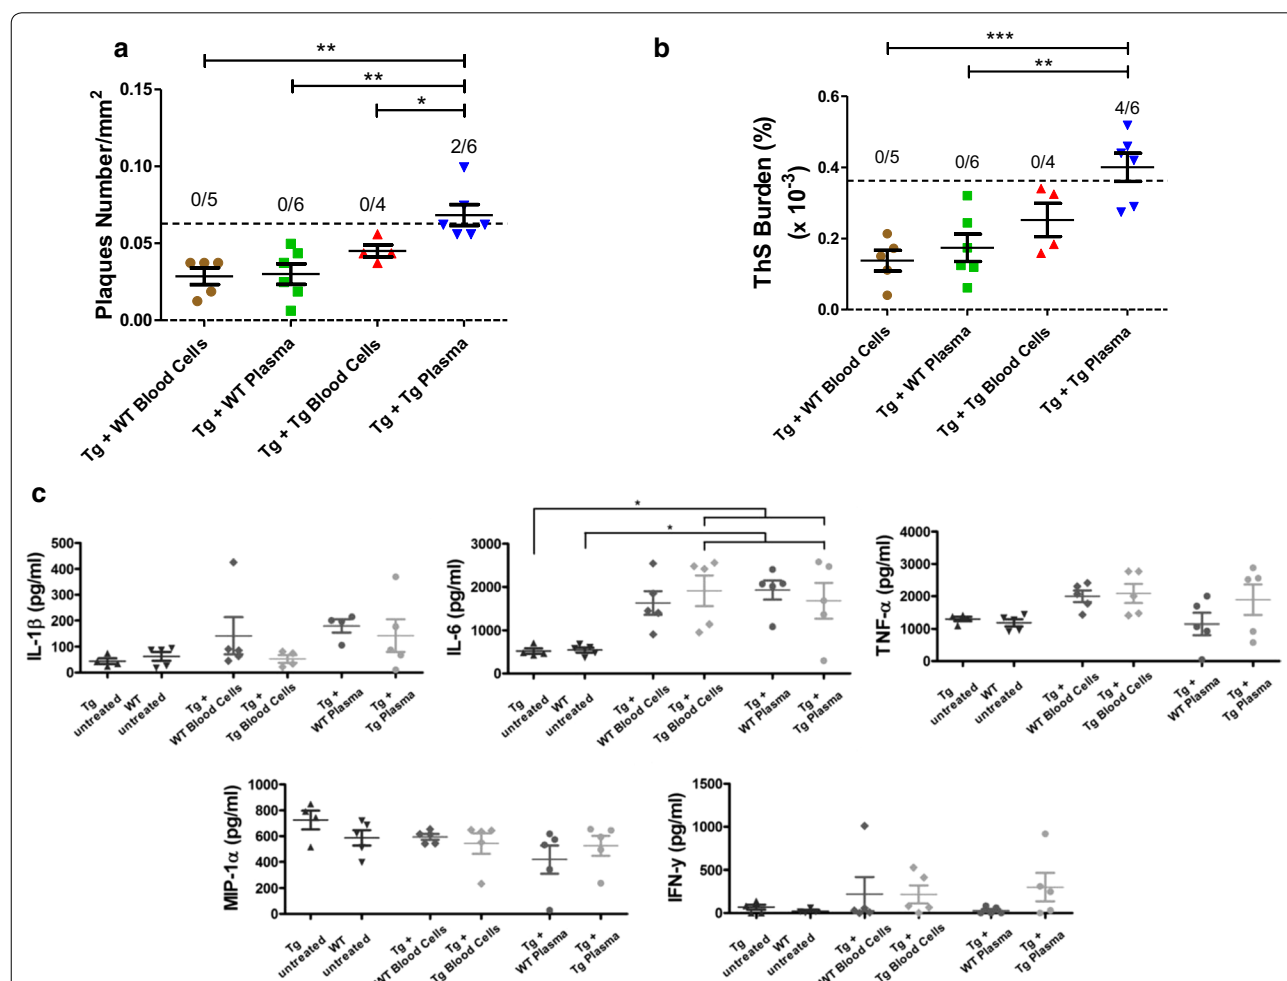 a
**
**
*
Plaques Number/mm²
0.15
0.10
0.05
0.00
0/5
0/6
0/4
2/6
Tg + WT Blood Cells
Tg + WT Plasma
Tg + Tg Blood Cells
Tg + Tg Plasma
b
***
**
ThS Burden (%)
(x 10⁻³)
0.6
0.4
0.2
0.0
0/5
0/6
0/4
4/6
Tg + WT Blood Cells
Tg + WT Plasma
Tg + Tg Blood Cells
Tg + Tg Plasma
c
IL-1β (pg/ml)
500
400
300
200
100
0
Tg
untreated
WT
untreated
Tg +
WT Blood Cells
Tg +
Tg Blood Cells
Tg +
WT Plasma
Tg +
Tg Plasma
*
*
IL-6 (pg/ml)
3000
2000
1000
0
Tg
untreated
WT
untreated
Tg +
WT Blood Cells
Tg +
Tg Blood Cells
Tg +
WT Plasma
Tg +
Tg Plasma
TNF-α (pg/ml)
4000
3000
2000
1000
0
Tg
untreated
WT
untreated
Tg +
WT Blood Cells
Tg +
Tg Blood Cells
Tg +
WT Plasma
Tg +
Tg Plasma
MIP-1α (pg/ml)
1000
800
600
400
200
0
Tg
untreated
WT
untreated
Tg +
WT Blood Cells
Tg +
Tg Blood Cells
Tg +
WT Plasma
Tg +
Tg Plasma
IFN-y (pg/ml)
1500
1000
500
0
Tg
untreated
WT
untreated
Tg +
WT Blood Cells
Tg +
Tg Blood Cells
Tg +
WT Plasma
Tg +
Tg Plasma